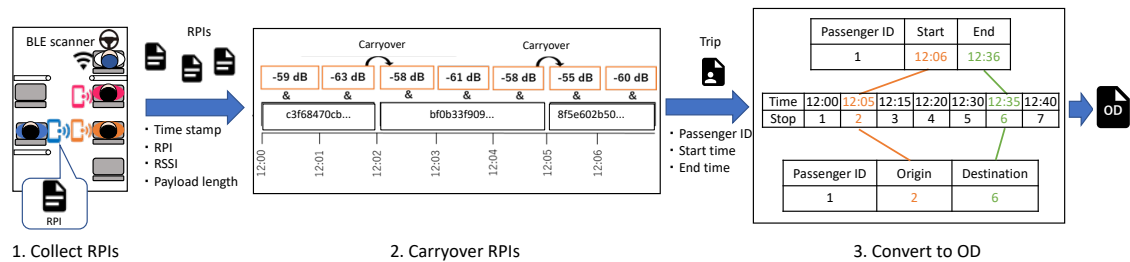 BLE scanner
RPI
1. Collect RPIs
RPIs
・Time stamp
・RPI
・RSSI
・Payload length
Carryover Carryover
-59 dB -63 dB -58 dB -61 dB -58 dB -55 dB -60 dB
& & & & & & &
c3f68470cb... bf0b33f909... 8f5e602b50...
12:00 12:01 12:02 12:03 12:04 12:05 12:06
2. Carryover RPIs
Trip
・Passenger ID
・Start time
・End time
Passenger ID Start End
1 12:06 12:36
Time 12:00 12:05 12:15 12:20 12:30 12:35 12:40
Stop 1 2 3 4 5 6 7
Passenger ID Origin Destination
1 2 6
3. Convert to OD
OD